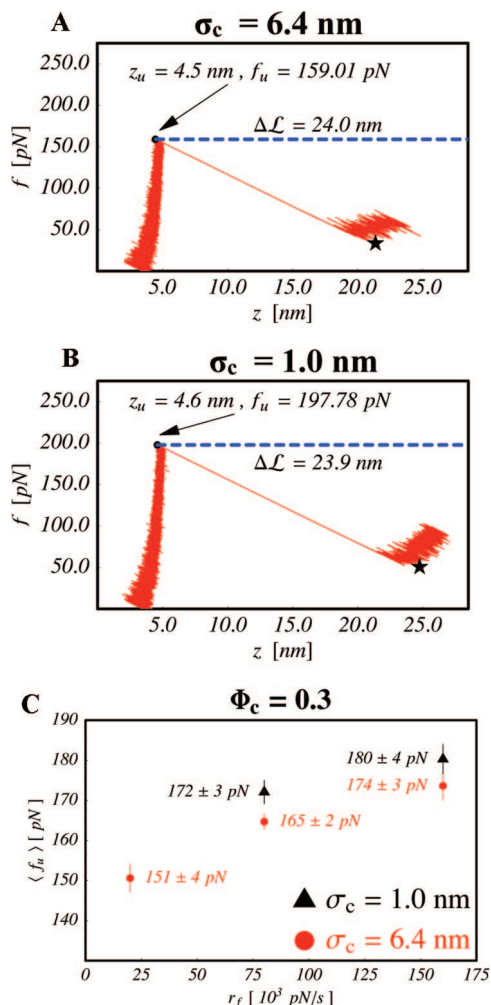 A
σc = 6.4 nm
zu = 4.5 nm , fu = 159.01 pN
Δℒ = 24.0 nm
f [pN]
250.0
200.0
150.0
100.0
50.0
5.0 10.0 15.0 20.0 25.0
z [nm]
B
σc = 1.0 nm
zu = 4.6 nm , fu = 197.78 pN
Δℒ = 23.9 nm
f [pN]
250.0
200.0
150.0
100.0
50.0
5.0 10.0 15.0 20.0 25.0
z [nm]
C
Φc = 0.3
⟨ fu ⟩ [ pN]
190
180
170
160
150
140
180 ± 4 pN
172 ± 3 pN
174 ± 3 pN
165 ± 2 pN
151 ± 4 pN
σc = 1.0 nm
σc = 6.4 nm
0 25 50 75 100 125 150 175
rf [ 10³ pN/s]